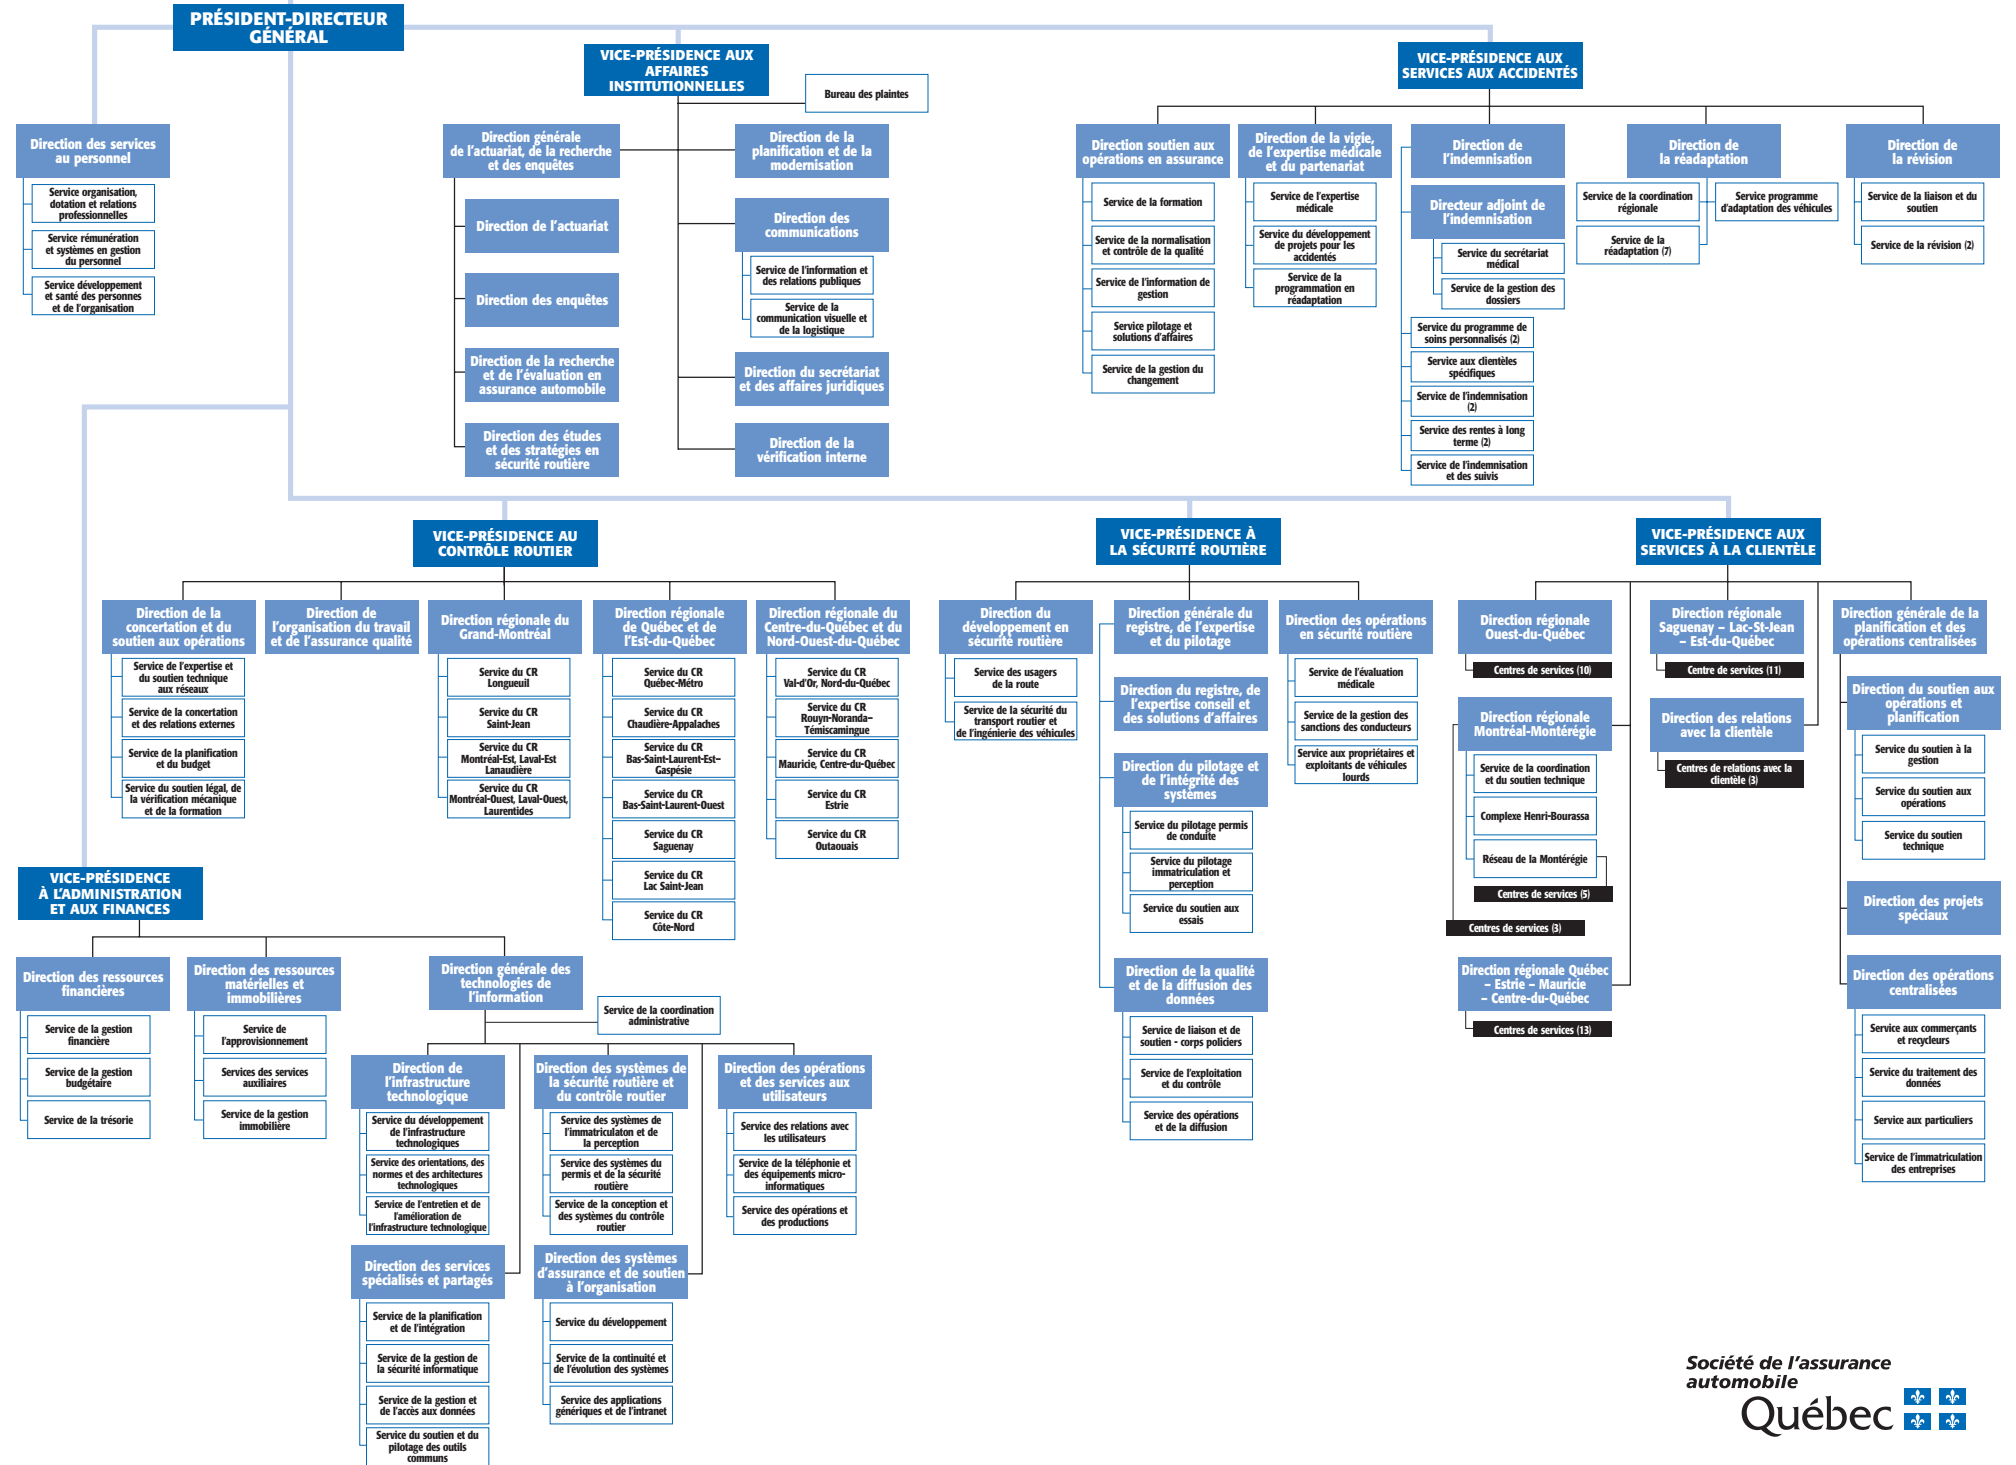 PRÉSIDENT-DIRECTEUR
GÉNÉRAL
Direction des services
au personnel
Service organisation,
dotation et relations
professionnelles
Service rémunération
et systèmes en gestion
du personnel
Service développement
et santé des personnes
et de l'organisation
VICE-PRÉSIDENCE AUX
AFFAIRES
INSTITUTIONNELLES
Bureau des plaintes
Direction générale
de l'actuariat, de la recherche
et des enquêtes
Direction de l'actuariat
Direction des enquêtes
Direction de la recherche
et de l'évaluation en
assurance automobile
Direction des études
et des stratégies en
sécurité routière
Direction de la
planification et de la
modernisation
Direction des
communications
Service de l'information et
des relations publiques
Service de la
communication visuelle et
de la logistique
Direction du secrétariat
et des affaires juridiques
Direction de la
vérification interne
VICE-PRÉSIDENCE AUX
SERVICES AUX ACCIDENTÉS
Direction soutien aux
opérations en assurance
Service de la formation
Service de la normalisation
et contrôle de la qualité
Service de l'information de
gestion
Service pilotage et
solutions d'affaires
Service de la gestion du
changement
Direction de la vigie,
de l'expertise médicale
et du partenariat
Service de l'expertise
médicale
Service du développement
de projets pour les
accidentés
Service de la
programmation en
réadaptation
Direction de
l'indemnisation
Directeur adjoint de
l'indemnisation
Service du secrétariat
médical
Service de la gestion des
dossiers
Service du programme de
soins personnalisés (2)
Service aux clientèles
spécifiques
Service de l'indemnisation
(2)
Service des rentes à long
terme (2)
Service de l'indemnisation
et des suivis
Direction de
la réadaptation
Service de la coordination
régionale
Service programme
d'adaptation des véhicules
Service de la
réadaptation (7)
Direction de
la révision
Service de la liaison et du
soutien
Service de la révision (2)
VICE-PRÉSIDENCE AU
CONTRÔLE ROUTIER
Direction de la
concertation et du
soutien aux opérations
Service de l'expertise et
du soutien technique
aux réseaux
Service de la concertation
et des relations externes
Service de la planification
et du budget
Service du soutien légal, de
la vérification mécanique
et de la formation
Direction de
l'organisation du travail
et de l'assurance qualité
Direction régionale du
Grand-Montréal
Service du CR
Longueuil
Service du CR
Saint-Jean
Service du CR
Montréal-Est, Laval-Est
Lanaudière
Service du CR
Montréal-Ouest, Laval-Ouest,
Laurentides
Direction régionale
de Québec et de
l'Est-du-Québec
Service du CR
Québec-Métro
Service du CR
Chaudière-Appalaches
Service du CR
Bas-Saint-Laurent-Est–
Gaspésie
Service du CR
Bas-Saint-Laurent-Ouest
Service du CR
Saguenay
Service du CR
Lac Saint-Jean
Service du CR
Côte-Nord
Direction régionale du
Centre-du-Québec et du
Nord-Ouest-du-Québec
Service du CR
Val-d'Or, Nord-du-Québec
Service du CR
Rouyn-Noranda–
Témiscamingue
Service du CR
Mauricie, Centre-du-Québec
Service du CR
Estrie
Service du CR
Outaouais
VICE-PRÉSIDENCE À
LA SÉCURITÉ ROUTIÈRE
Direction du
développement en
sécurité routière
Service des usagers
de la route
Service de la sécurité du
transport routier et
de l'ingénierie des véhicules
Direction générale du
registre, de l'expertise
et du pilotage
Direction du registre, de
l'expertise conseil et
des solutions d'affaires
Direction du pilotage et
de l'intégrité des
systèmes
Service du pilotage permis
de conduite
Service du pilotage
immatriculation et
perception
Service du soutien aux
essais
Direction de la qualité
et de la diffusion des
données
Service de liaison et de
soutien - corps policiers
Service de l'exploitation
et du contrôle
Service des opérations
et de la diffusion
Direction des opérations
en sécurité routière
Service de l'évaluation
médicale
Service de la gestion des
sanctions des conducteurs
Service aux propriétaires et
exploitants de véhicules
lourds
VICE-PRÉSIDENCE AUX
SERVICES À LA CLIENTÈLE
Direction régionale
Ouest-du-Québec
Centres de services (10)
Direction régionale
Montréal-Montérégie
Service de la coordination
et du soutien technique
Complexe Henri-Bourassa
Réseau de la Montérégie
Centres de services (5)
Centres de services (3)
Direction régionale Québec
– Estrie – Mauricie
– Centre-du-Québec
Centres de services (13)
Direction régionale
Saguenay – Lac-St-Jean
– Est-du-Québec
Centre de services (11)
Direction des relations
avec la clientèle
Centres de relations avec la
clientèle (3)
Direction générale de la
planification et des
opérations centralisées
Direction du soutien aux
opérations et
planification
Service du soutien à la
gestion
Service du soutien aux
opérations
Service du soutien
technique
Direction des projets
spéciaux
Direction des opérations
centralisées
Service aux commerçants
et recycleurs
Service du traitement des
données
Service aux particuliers
Service de l'immatriculation
des entreprises
VICE-PRÉSIDENCE
À L'ADMINISTRATION
ET AUX FINANCES
Direction des ressources
financières
Service de la gestion
financière
Service de la gestion
budgétaire
Service de la trésorie
Direction des ressources
matérielles et
immobilières
Service de
l'approvisionnement
Services des services
auxiliaires
Service de la gestion
immobilière
Direction générale des
technologies de
l'information
Service de la coordination
administrative
Direction de
l'infrastructure
technologique
Service du développement
de l'infrastructure
technologiques
Service des orientations, des
normes et des architectures
technologiques
Service de l'entretien et de
l'amélioration de
l'infrastructure technologique
Direction des systèmes de
la sécurité routière et
du contrôle routier
Service des systèmes de
l'immatriculaton et de
la perception
Service des systèmes du
permis et de la sécurité
routière
Service de la conception et
des systèmes du contrôle
routier
Direction des opérations
et des services aux
utilisateurs
Service des relations avec
les utilisateurs
Service de la téléphonie et
des équipements micro-
informatiques
Service des opérations et
des productions
Direction des services
spécialisés et partagés
Service de la planification
et de l'intégration
Service de la gestion de
la sécurité informatique
Service de la gestion et
de l'accès aux données
Service du soutien et du
pilotage des outils
communs
Direction des systèmes
d'assurance et de soutien
à l'organisation
Service du développement
Service de la continuité et
de l'évolution des systèmes
Service des applications
génériques et de l'intranet
Société de l'assurance
automobile
Québec